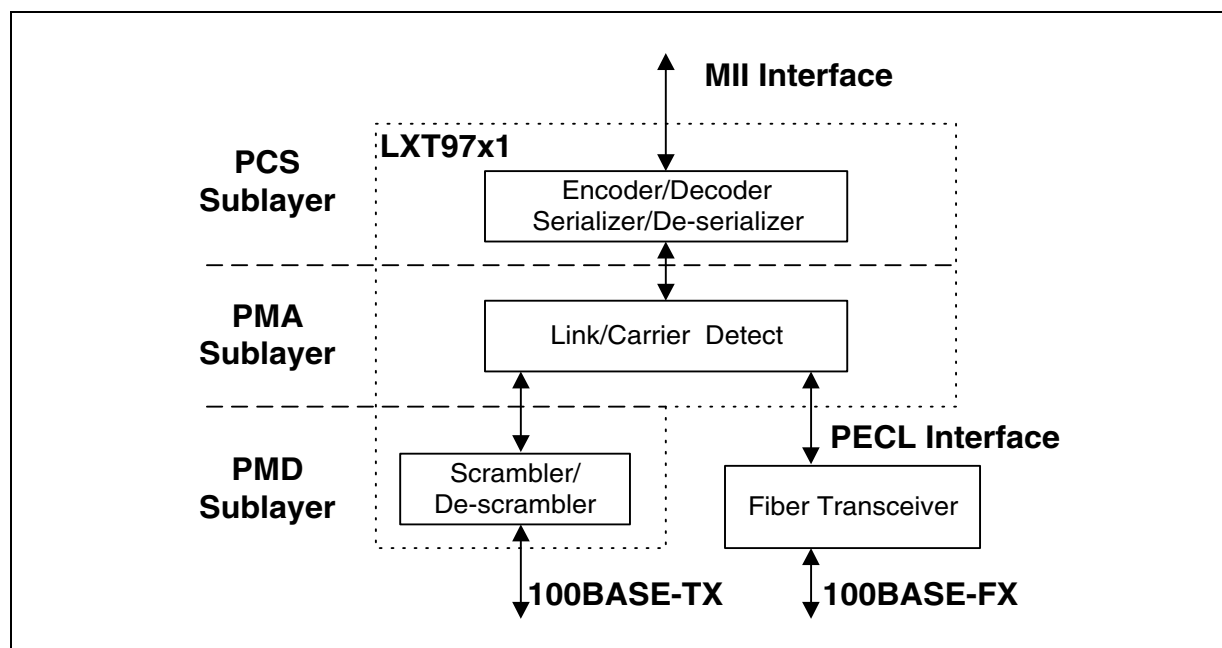 MII Interface
LXT97x1
PCS
Sublayer
Encoder/Decoder
Serializer/De-serializer
PMA
Sublayer
Link/Carrier Detect
PECL Interface
PMD
Sublayer
Scrambler/
De-scrambler
Fiber Transceiver
100BASE-TX
100BASE-FX